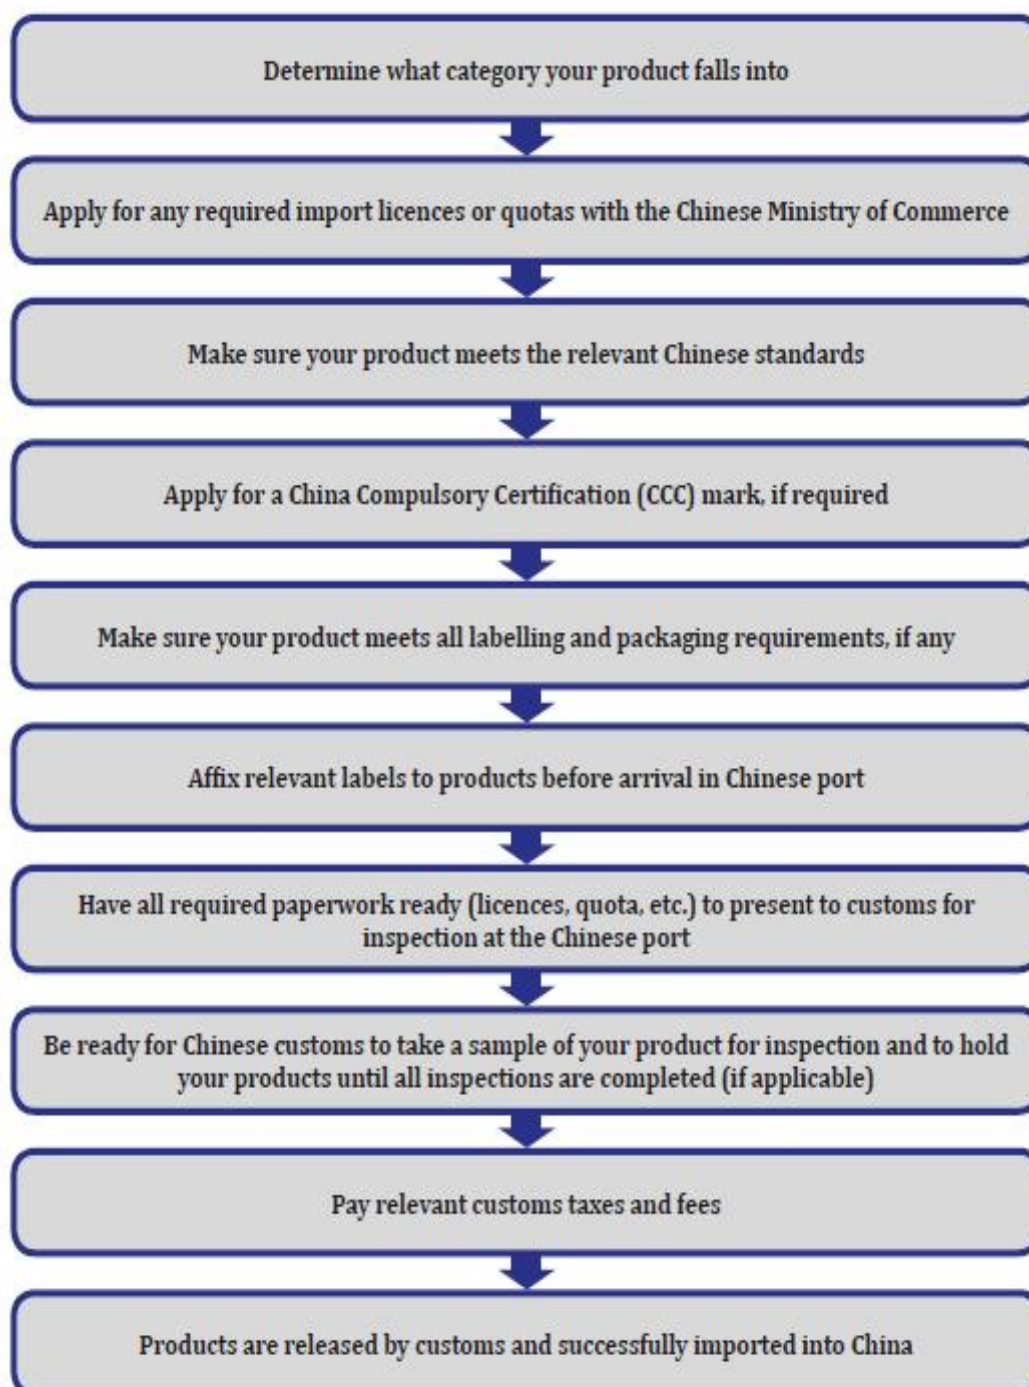 Determine what category your product falls into
Apply for any required import licences or quotas with the Chinese Ministry of Commerce
Make sure your product meets the relevant Chinese standards
Apply for a China Compulsory Certification (CCC) mark, if required
Make sure your product meets all labelling and packaging requirements, if any
Affix relevant labels to products before arrival in Chinese port
Have all required paperwork ready (licences, quota, etc.) to present to customs for
inspection at the Chinese port
Be ready for Chinese customs to take a sample of your product for inspection and to hold
your products until all inspections are completed (if applicable)
Pay relevant customs taxes and fees
Products are released by customs and successfully imported into China